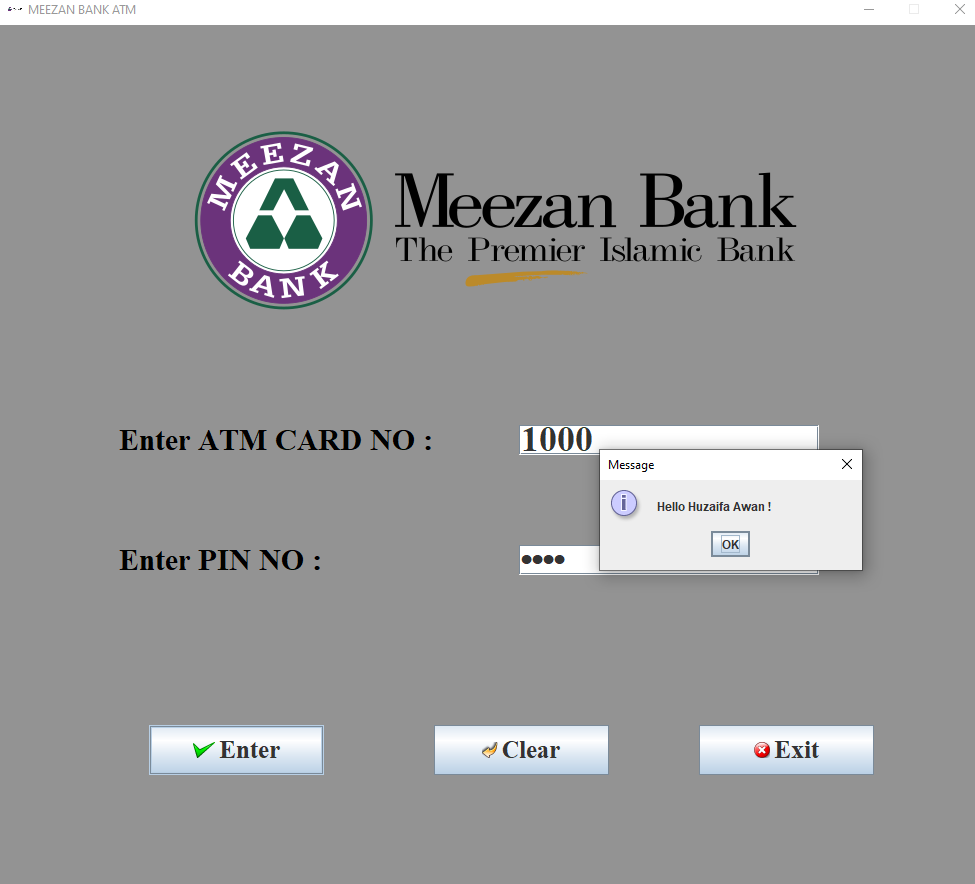 MEEZAN BANK ATM
MEEZAN
BANK
Meezan Bank
The Premier Islamic Bank
Enter ATM CARD NO :
1000
Message
Hello Huzaifa Awan !
OK
Enter PIN NO :
••••
Enter
Clear
Exit